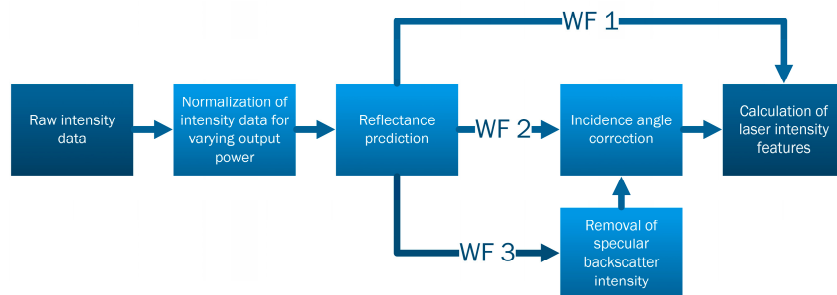 WF 1
Raw intensity
data
Normalization of
intensity data for
varying output
power
Reflectance
prediction
WF 2
Incidence angle
correction
Calculation of
laser intensity
features
WF 3
Removal of
specular
backscatter
intensity